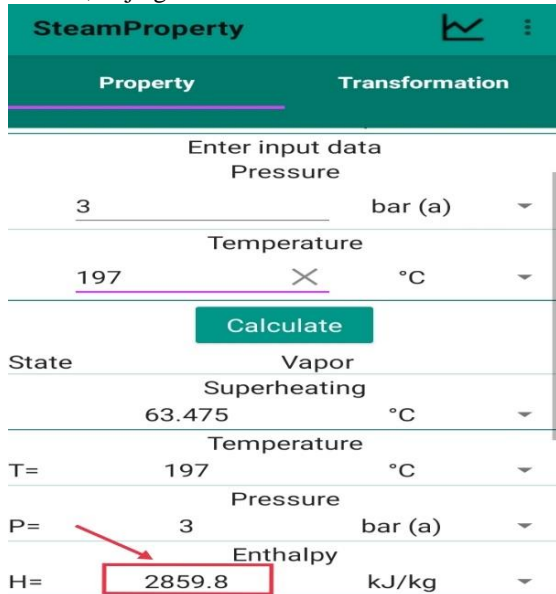 SteamProperty
Property Transformation
Enter input data
Pressure
3 bar (a)
Temperature
197 °C
Calculate
State Vapor
Superheating
63.475 °C
Temperature
T= 197 °C
Pressure
P= 3 bar (a)
Enthalpy
H= 2859.8 kJ/kg